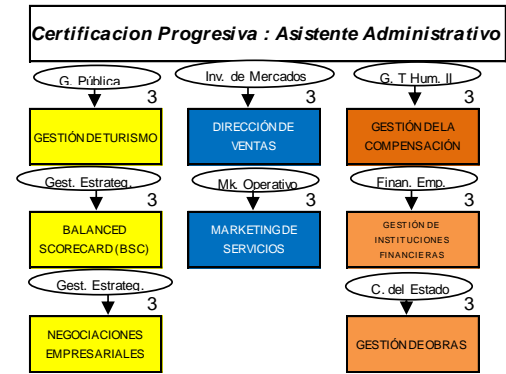 Certificacion Progresiva : Asistente Administrativo
G. Pública
3
GESTIÓN DE TURISMO
Inv. de Mercados
3
DIRECCIÓN DE
VENTAS
G. T Hum. II
3
GESTIÓN DE LA
COMPENSACIÓN
Gest. Estrateg.
3
BALANCED
SCORECARD (BSC)
Mk. Operativo
3
MARKETING DE
SERVICIOS
Finan. Emp.
3
GESTIÓN DE
INSTITUCIONES
FINANCIERAS
Gest. Estrateg.
3
NEGOCIACIONES
EMPRESARIALES
C. del Estado
3
GESTIÓN DE OBRAS